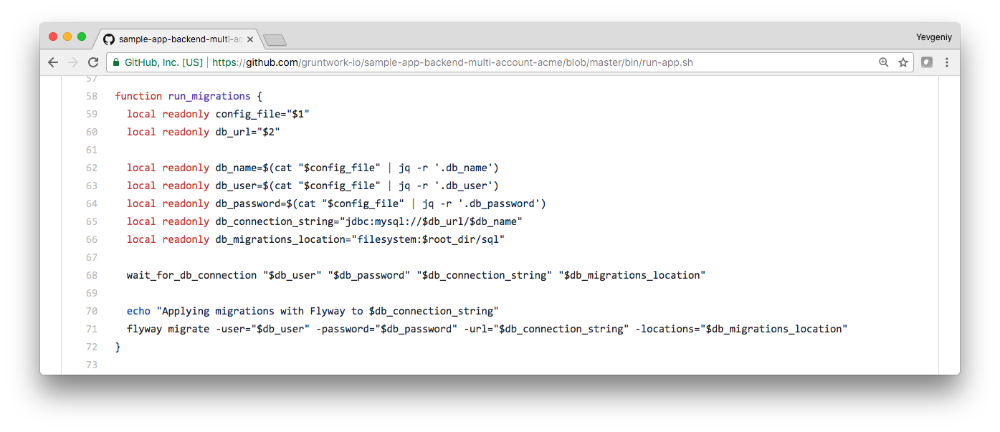 sample-app-backend-multi-ac
Yevgeniy
GitHub, Inc. [US] | https://github.com/gruntwork-io/sample-app-backend-multi-account-acme/blob/master/bin/run-app.sh
57
58 function run_migrations {
59   local readonly config_file="$1"
60   local readonly db_url="$2"
61
62   local readonly db_name=$(cat "$config_file" | jq -r '.db_name')
63   local readonly db_user=$(cat "$config_file" | jq -r '.db_user')
64   local readonly db_password=$(cat "$config_file" | jq -r '.db_password')
65   local readonly db_connection_string="jdbc:mysql://$db_url/$db_name"
66   local readonly db_migrations_location="filesystem:$root_dir/sql"
67
68   wait_for_db_connection "$db_user" "$db_password" "$db_connection_string" "$db_migrations_location"
69
70   echo "Applying migrations with Flyway to $db_connection_string"
71   flyway migrate -user="$db_user" -password="$db_password" -url="$db_connection_string" -locations="$db_migrations_location"
72 }
73